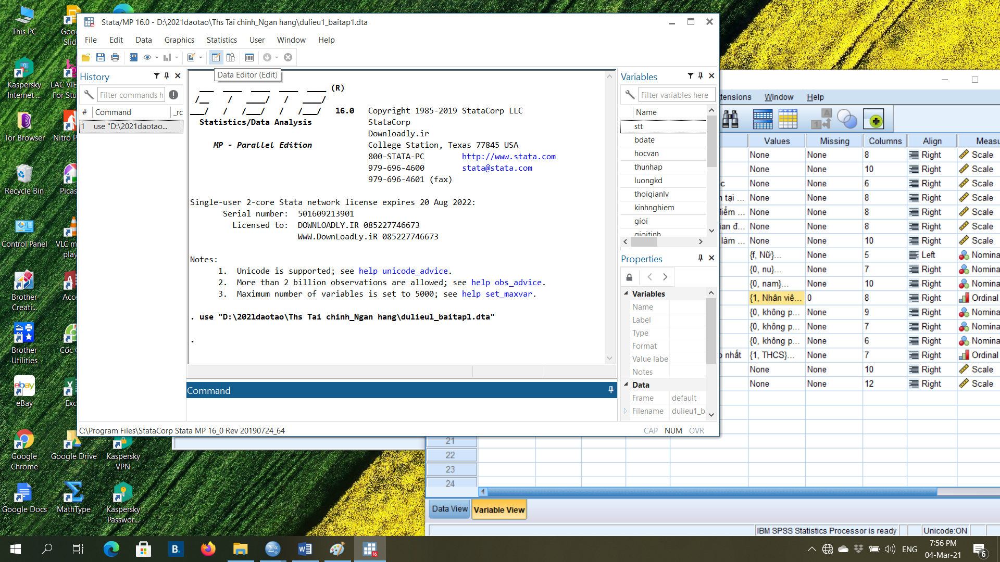 This PC
Goo
Slid
Kaspersky
Internet ...
LAC VIE
For Stu
Tor Browser
Nitro P
Recycle Bin
Picas
Control Panel
VLC m
play
Brother
Creati...
Acce
Brother
Utilities
Cốc C
eBay
Exc
Google
Chrome
Google Drive
Kaspersky
VPN
Google Docs
MathType
Kaspersky
Passwor...
Stata/MP 16.0 - D:\2021daotao\Ths Tai chinh_Ngan hang\dulieu1_baitap1.dta
File Edit Data Graphics Statistics User Window Help
Data Editor (Edit)
History
Filter commands h
# Command _rc
1 use "D:\2021daotao...
(R)
16.0 Copyright 1985-2019 StataCorp LLC
Statistics/Data Analysis StataCorp
Downloadly.ir
MP - Parallel Edition College Station, Texas 77845 USA
800-STATA-PC http://www.stata.com
979-696-4600 stata@stata.com
979-696-4601 (fax)
Single-user 2-core Stata network license expires 20 Aug 2022:
Serial number: 501609213901
Licensed to: DOWNLOADLY.IR 085227746673
WwW.DownLoadLy.iR 085227746673
Notes:
1. Unicode is supported; see help unicode_advice.
2. More than 2 billion observations are allowed; see help obs_advice.
3. Maximum number of variables is set to 5000; see help set_maxvar.
. use "D:\2021daotao\Ths Tai chinh_Ngan hang\dulieu1_baitap1.dta"
.
Command
C:\Program Files\StataCorp Stata MP 16_0 Rev 20190724_64
CAP NUM OVR
Variables
Filter variables here
Name
stt
bdate
hocvan
thunhap
luongkd
thoigianlv
kinhnghiem
gioi
gioitinh
Properties
Variables
Name
Label
Type
Format
Value labe
Notes
Data
Frame default
Filename dulieu1_b
tensions Window Help
Values Missing Columns Align Measu
None None 8 Right Scale
None None 10 Right Scale
c None None 6 Right Scale
tại ... None None 8 Right Scale
điểm ... None None 8 Right Scale
ian đ... None None 8 Right Scale
làm ... None None 10 Right Scale
{f, Nữ}... None 5 Left Nomina
{0, nu}... None 7 Right Nomina
{0, nam}... None 10 Right Nomina
{1, Nhân viê... 0 8 Right Ordinal
{0, không p... None 9 Right Nomina
{0, không p... None 7 Right Nomina
{0, không p... None 6 Right Nomina
nhất {1, THCS}... None 7 Right Ordinal
None None 10 Right Scale
None None 12 Right Scale
21
22
23
24
Data View Variable View
IBM SPSS Statistics Processor is ready Unicode:ON
B.
16
ENG
7:56 PM
04-Mar-21
6